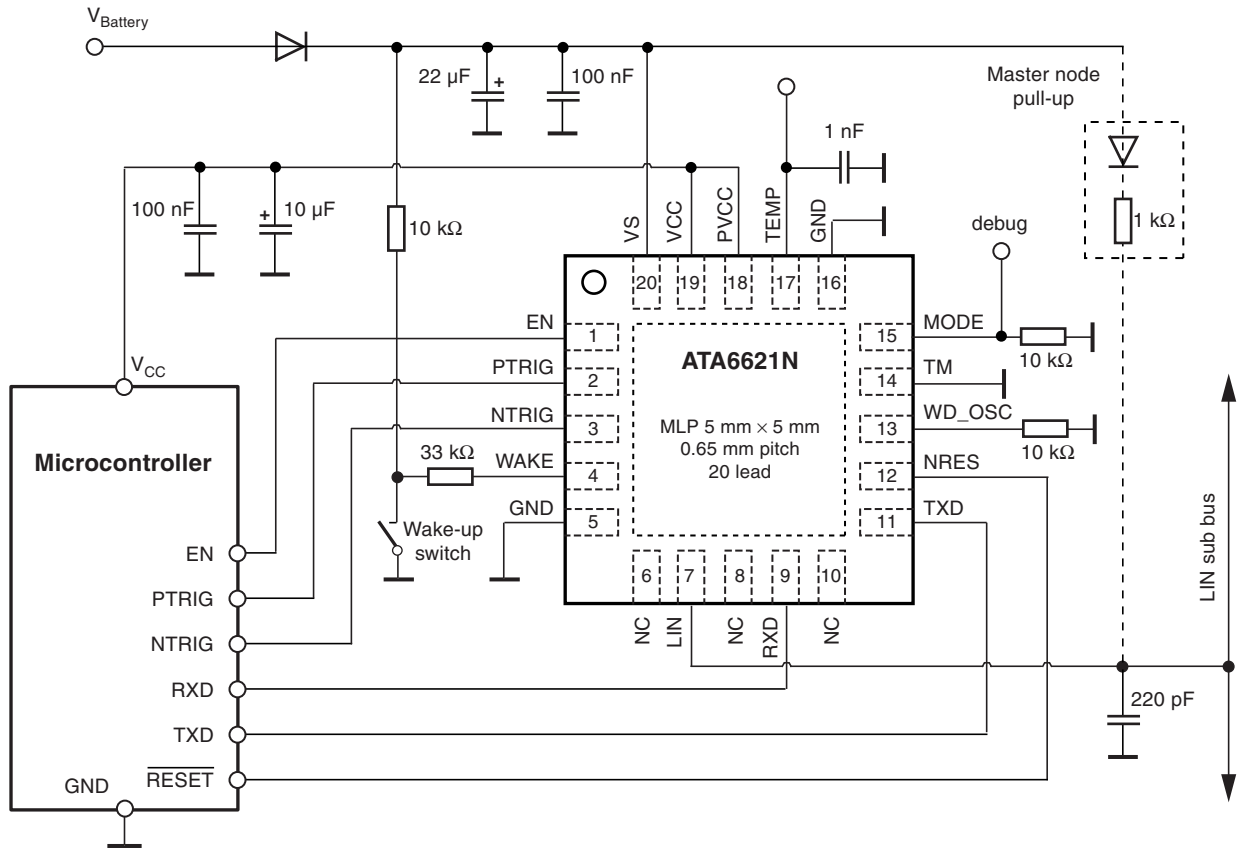 V_Battery
22 µF
+
100 nF
Master node
pull-up
1 nF
100 nF
+
10 µF
10 kΩ
VS
VCC
PVCC
TEMP
GND
1 kΩ
debug
20
19
18
17
16
EN
1
PTRIG
2
NTRIG
3
33 kΩ
WAKE
4
GND
5
ATA6621N
MLP 5 mm × 5 mm
0.65 mm pitch
20 lead
15
MODE
10 kΩ
14
TM
13
WD_OSC
10 kΩ
12
NRES
11
TXD
V_CC
Microcontroller
Wake-up
switch
6
7
8
9
10
NC
LIN
NC
RXD
NC
EN
PTRIG
NTRIG
RXD
TXD
RESET
GND
LIN sub bus
220 pF